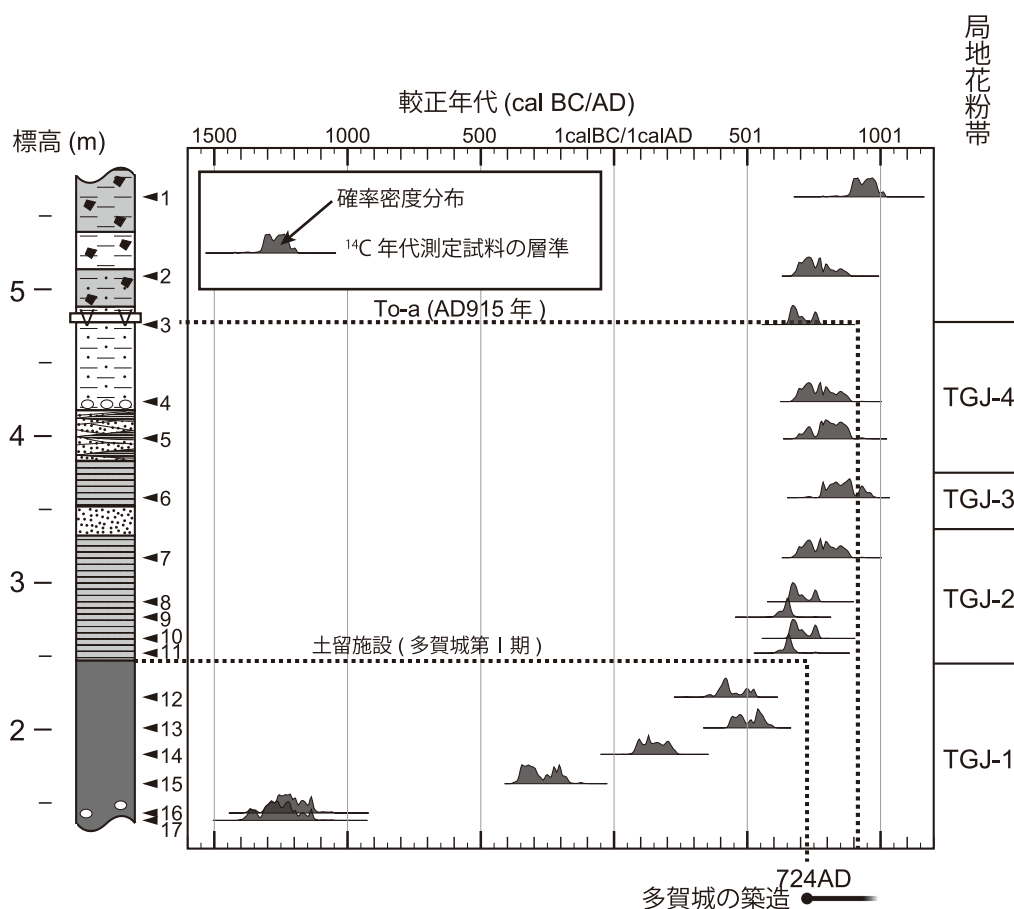 較正年代 (cal BC/AD)
局地花粉帯
標高 (m)
1500 1000 500 1calBC/1calAD 501 1001
確率密度分布
14C 年代測定試料の層準
To-a (AD915 年 )
土留施設 ( 多賀城第Ⅰ期 )
5
4
3
2
1
2
3
4
5
6
7
8
9
10
11
12
13
14
15
16
17
TGJ-4
TGJ-3
TGJ-2
TGJ-1
724AD
多賀城の築造